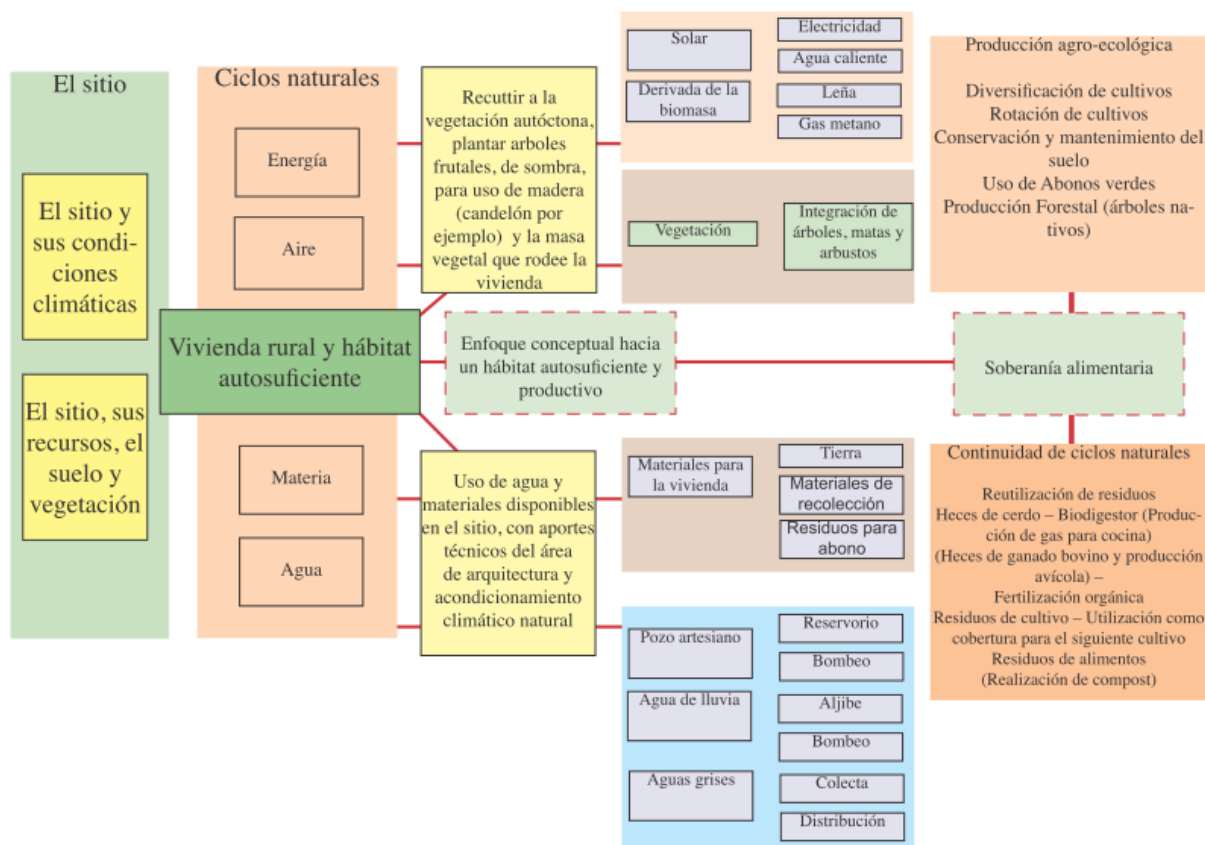 El sitio
El sitio y
sus condi-
ciones
climáticas
El sitio, sus
recursos, el
suelo y
vegetación
Ciclos naturales
Energía
Aire
Vivienda rural y hábitat
autosuficiente
Materia
Agua
Recuttir a la
vegetación autóctona,
plantar arboles
frutales, de sombra,
para uso de madera
(candelón por
ejemplo) y la masa
vegetal que rodee la
vivienda
Enfoque conceptual hacia
un hábitat autosuficiente y
productivo
Uso de agua y
materiales disponibles
en el sitio, con aportes
técnicos del área
de arquitectura y
acondicionamiento
climático natural
Solar
Electricidad
Agua caliente
Derivada de la
biomasa
Leña
Gas metano
Vegetación
Integración de
árboles, matas y
arbustos
Materiales para
la vivienda
Tierra
Materiales de
recolección
Residuos para
abono
Pozo artesiano
Reservorio
Bombeo
Agua de lluvia
Aljibe
Bombeo
Aguas grises
Colecta
Distribución
Producción agro-ecológica
Diversificación de cultivos
Rotación de cultivos
Conservación y mantenimiento del
suelo
Uso de Abonos verdes
Producción Forestal (árboles na-
tivos)
Soberanía alimentaria
Continuidad de ciclos naturales
Reutilización de residuos
Heces de cerdo – Biodigestor (Produc-
ción de gas para cocina)
(Heces de ganado bovino y producción
avícola) –
Fertilización orgánica
Residuos de cultivo – Utilización como
cobertura para el siguiente cultivo
Residuos de alimentos
(Realización de compost)